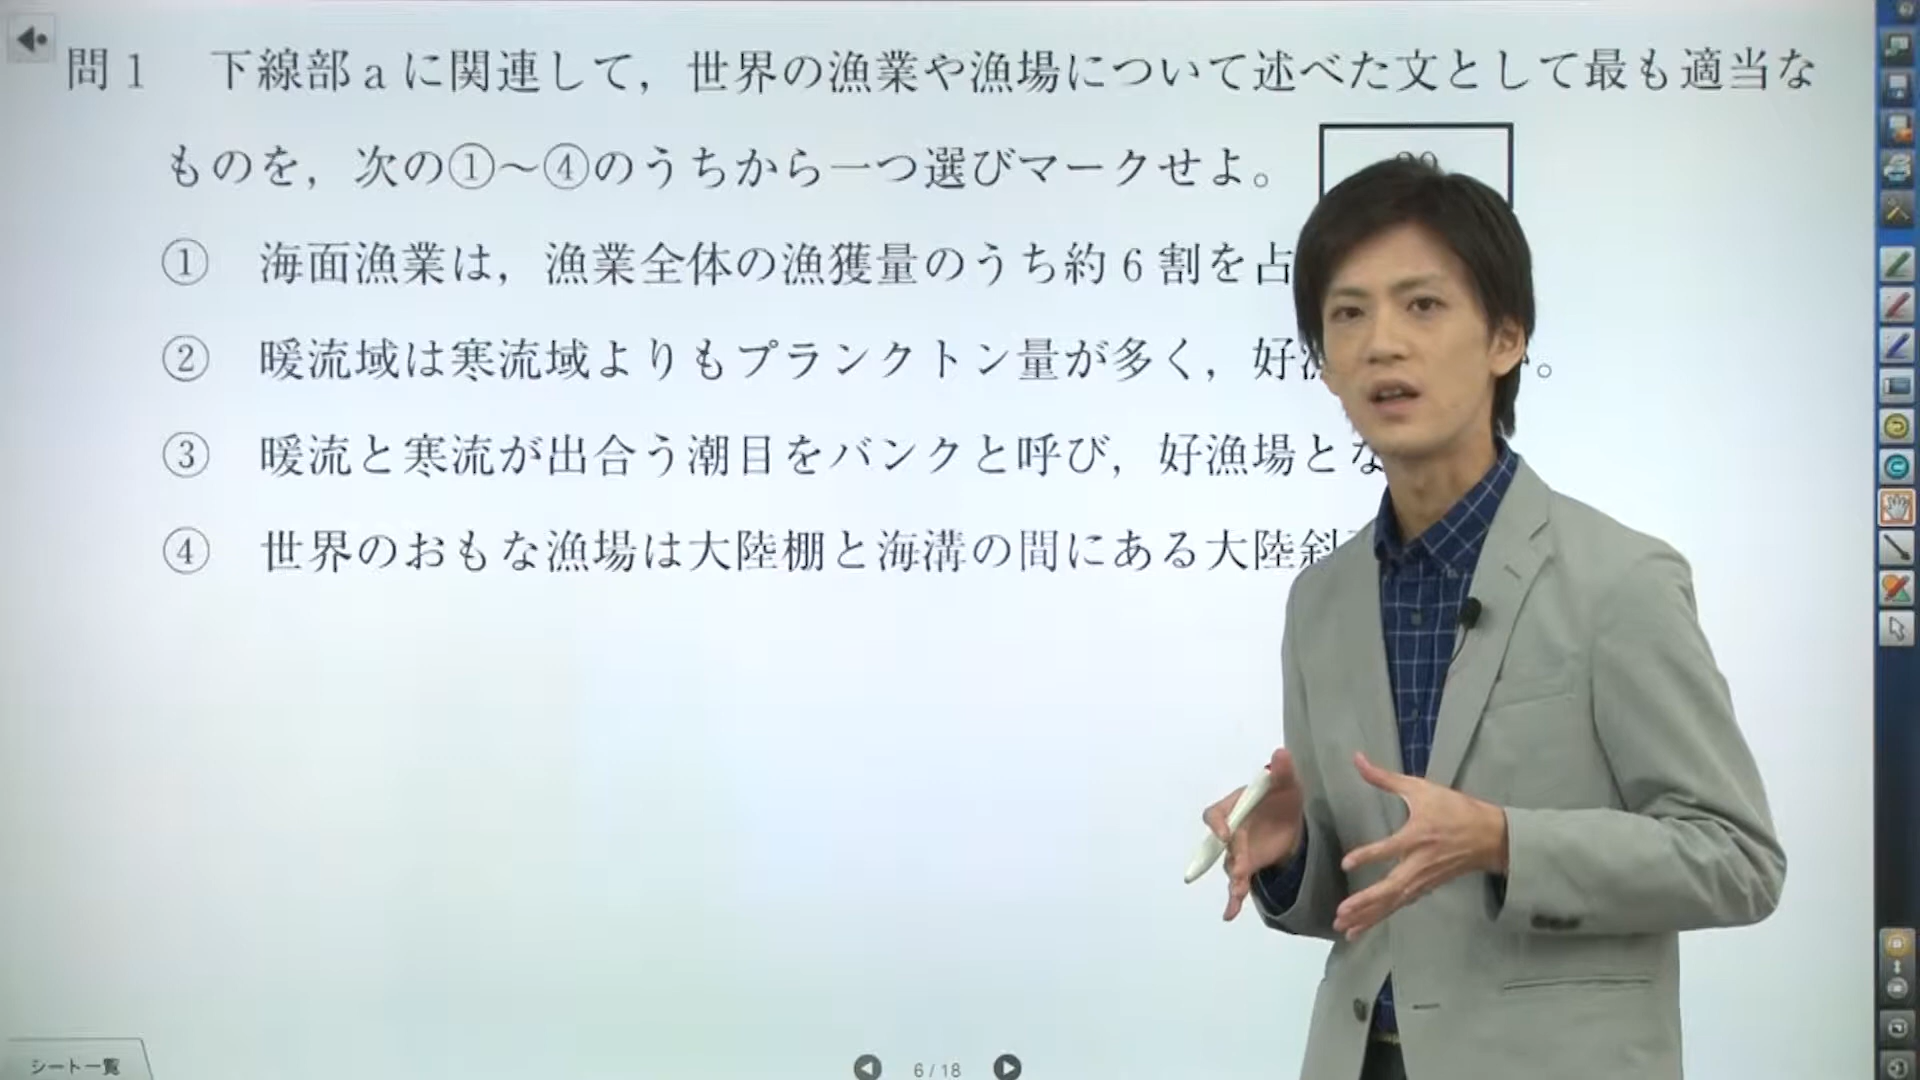 問1 下線部aに関連して，世界の漁業や漁場について述べた文として最も適当な
ものを，次の①〜④のうちから一つ選びマークせよ。
① 海面漁業は，漁業全体の漁獲量のうち約6割を占
② 暖流域は寒流域よりもプランクトン量が多く，好 。
③ 暖流と寒流が出合う潮目をバンクと呼び，好漁場とな
④ 世界のおもな漁場は大陸棚と海溝の間にある大陸斜
シート一覧
6/18